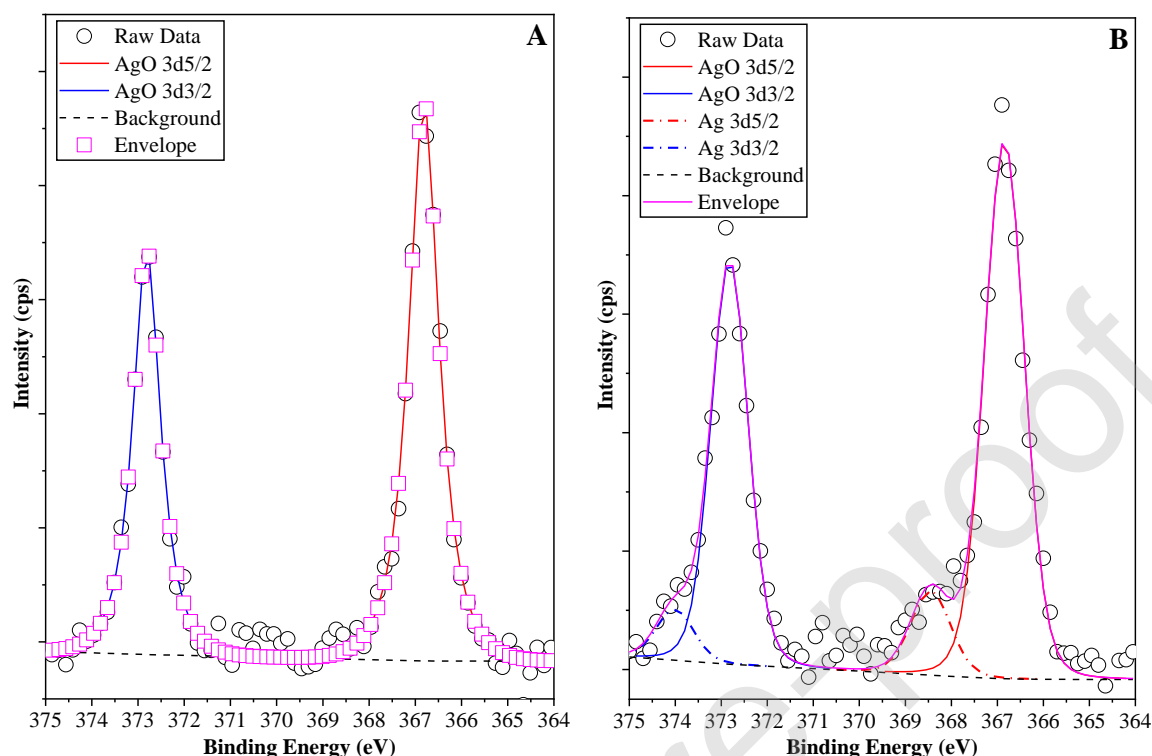 A
Raw Data
AgO 3d5/2
AgO 3d3/2
Background
Envelope
Intensity (cps)
375 374 373 372 371 370 369 368 367 366 365 364
Binding Energy (eV)
B
Raw Data
AgO 3d5/2
AgO 3d3/2
Ag 3d5/2
Ag 3d3/2
Background
Envelope
Intensity (cps)
375 374 373 372 371 370 369 368 367 366 365 364
Binding Energy (eV)
re-proof